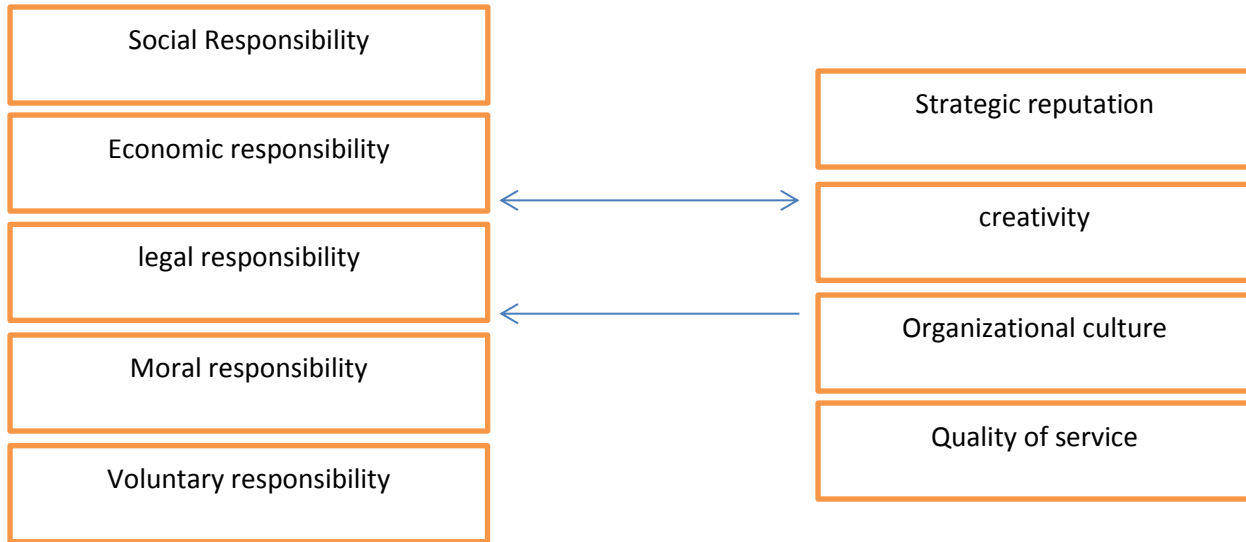 Social Responsibility
Economic responsibility
legal responsibility
Moral responsibility
Voluntary responsibility
Strategic reputation
creativity
Organizational culture
Quality of service